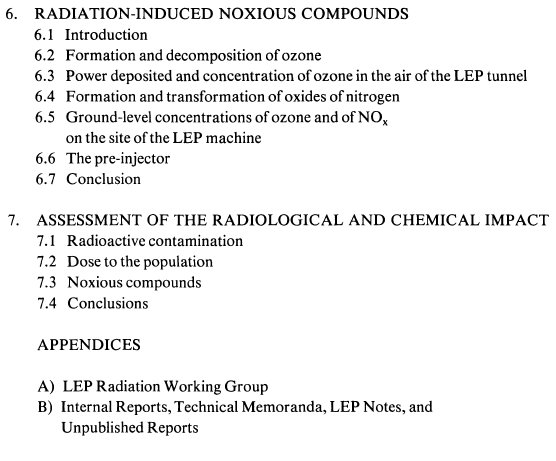 6. RADIATION-INDUCED NOXIOUS COMPOUNDS
6.1 Introduction
6.2 Formation and decomposition of ozone
6.3 Power deposited and concentration of ozone in the air of the LEP tunnel
6.4 Formation and transformation of oxides of nitrogen
6.5 Ground-level concentrations of ozone and of NOx
on the site of the LEP machine
6.6 The pre-injector
6.7 Conclusion
7. ASSESSMENT OF THE RADIOLOGICAL AND CHEMICAL IMPACT
7.1 Radioactive contamination
7.2 Dose to the population
7.3 Noxious compounds
7.4 Conclusions
APPENDICES
A) LEP Radiation Working Group
B) Internal Reports, Technical Memoranda, LEP Notes, and
Unpublished Reports